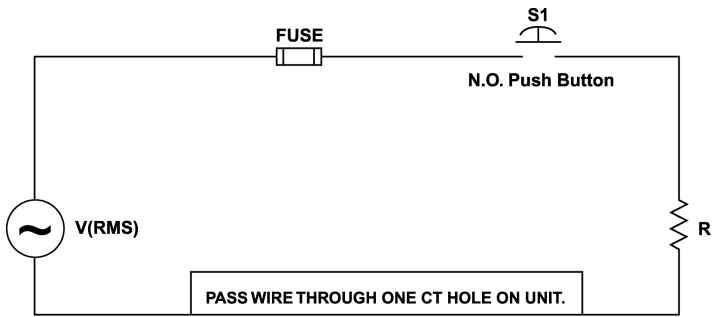 S1
FUSE
N.O. Push Button
V(RMS)
R
PASS WIRE THROUGH ONE CT HOLE ON UNIT.